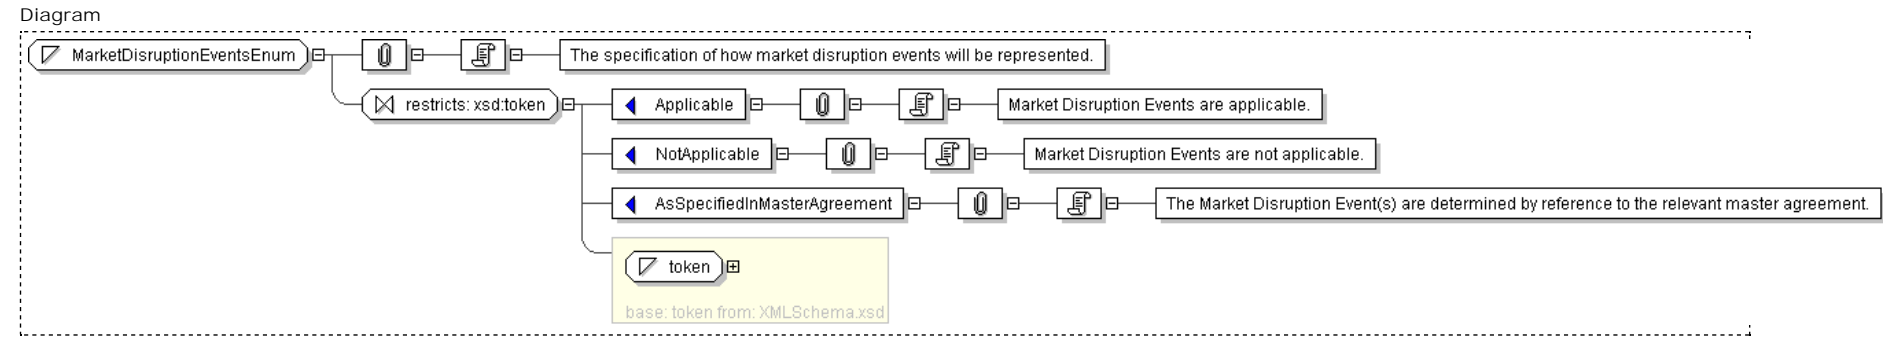 Diagram
MarketDisruptionEventsEnum The specification of how market disruption events will be represented.
restricts: xsd:token Applicable Market Disruption Events are applicable.
NotApplicable Market Disruption Events are not applicable.
AsSpecifiedInMasterAgreement The Market Disruption Event(s) are determined by reference to the relevant master agreement.
token
base: token from: XMLSchema.xsd